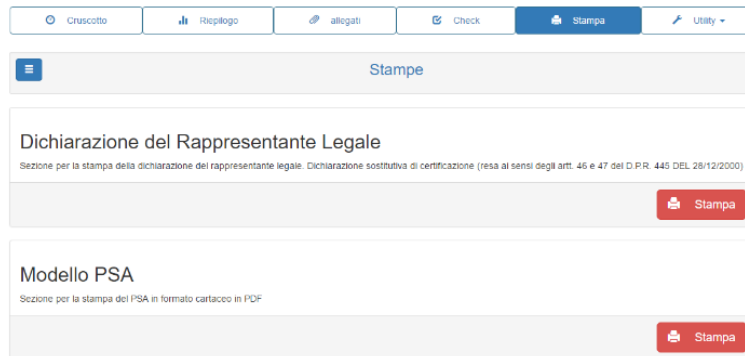 Cruscotto Riepilogo allegati Check Stampa Utility
Stampe
Dichiarazione del Rappresentante Legale
Sezione per la stampa della dichiarazione del rappresentante legale. Dichiarazione sostitutiva di certificazione (resa ai sensi degli artt. 46 e 47 del D.P.R. 445 DEL 28/12/2000)
Stampa
Modello PSA
Sezione per la stampa del PSA in formato cartaceo in PDF
Stampa